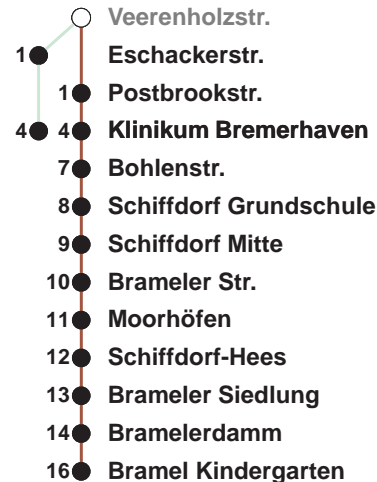 Veerenholzstr.
1 Eschackerstr.
1 Postbrookstr.
4 4 Klinikum Bremerhaven
7 Bohlenstr.
8 Schiffdorf Grundschule
9 Schiffdorf Mitte
10 Brameler Str.
11 Moorhöfen
12 Schiffdorf-Hees
13 Brameler Siedlung
14 Bramelerdamm
16 Bramel Kindergarten